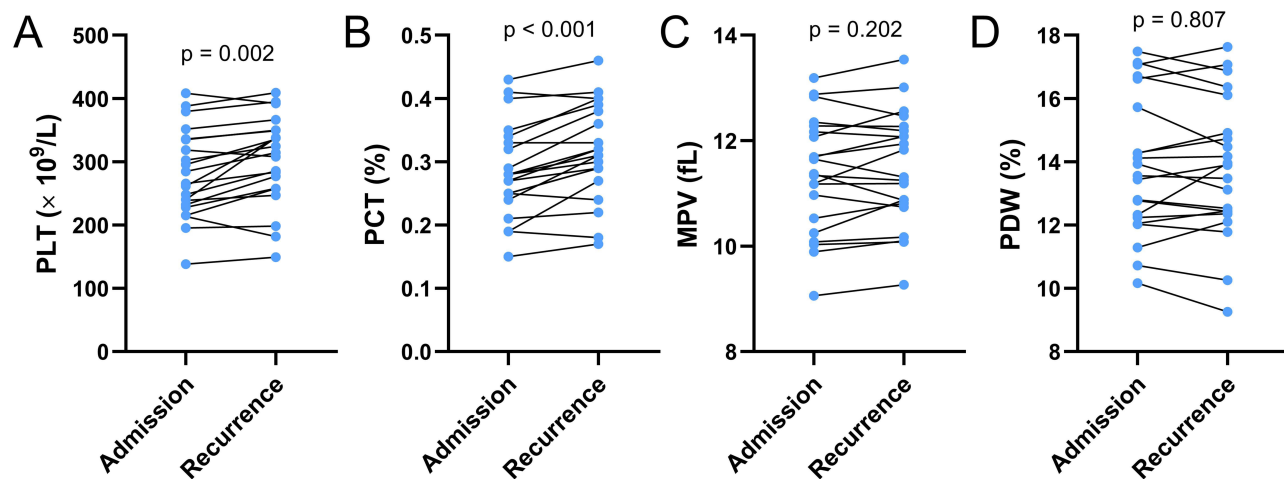 A
p = 0.002
PLT (× 10⁹/L)
500
400
300
200
100
0
Admission
Recurrence
B
p < 0.001
PCT (%)
0.5
0.4
0.3
0.2
0.1
0.0
Admission
Recurrence
C
p = 0.202
MPV (fL)
14
12
10
8
Admission
Recurrence
D
p = 0.807
PDW (%)
18
16
14
12
10
8
Admission
Recurrence